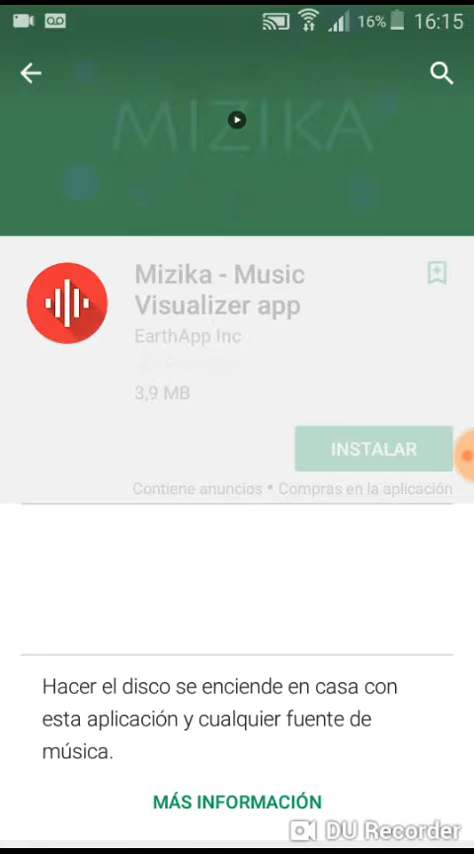 16% 16:15
MIZIKA
Mizika - Music
Visualizer app
EarthApp Inc
3,9 MB
INSTALAR
Contiene anuncios • Compras en la aplicación
Hacer el disco se enciende en casa con
esta aplicación y cualquier fuente de
música.
MÁS INFORMACIÓN
DU Recorder